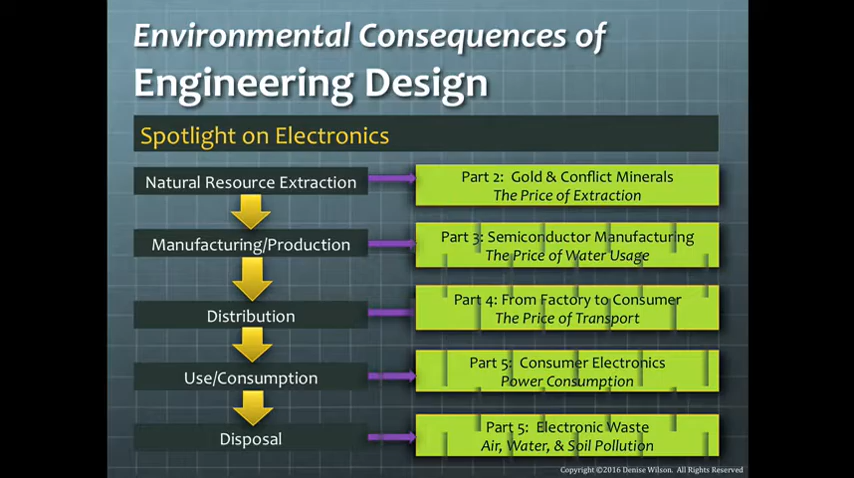 Environmental Consequences of
Engineering Design
Spotlight on Electronics
Natural Resource Extraction
Part 2: Gold & Conflict Minerals
The Price of Extraction
Manufacturing/Production
Part 3: Semiconductor Manufacturing
The Price of Water Usage
Distribution
Part 4: From Factory to Consumer
The Price of Transport
Use/Consumption
Part 5: Consumer Electronics
Power Consumption
Disposal
Part 5: Electronic Waste
Air, Water, & Soil Pollution
Copyright ©2016 Denise Wilson. All Rights Reserved